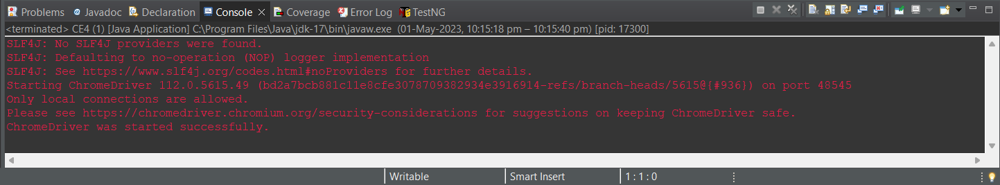 Problems Javadoc Declaration Console Coverage Error Log TestNG
<terminated> CE4 (1) [Java Application] C:\Program Files\Java\jdk-17\bin\javaw.exe (01-May-2023, 10:15:18 pm – 10:15:40 pm) [pid: 17300]
SLF4J: No SLF4J providers were found.
SLF4J: Defaulting to no-operation (NOP) logger implementation
SLF4J: See https://www.slf4j.org/codes.html#noProviders for further details.
Starting ChromeDriver 112.0.5615.49 (bd2a7bcb881c11e8cfe3078709382934e3916914-refs/branch-heads/5615@{#936}) on port 48545
Only local connections are allowed.
Please see https://chromedriver.chromium.org/security-considerations for suggestions on keeping ChromeDriver safe.
ChromeDriver was started successfully.
Writable Smart Insert 1 : 1 : 0